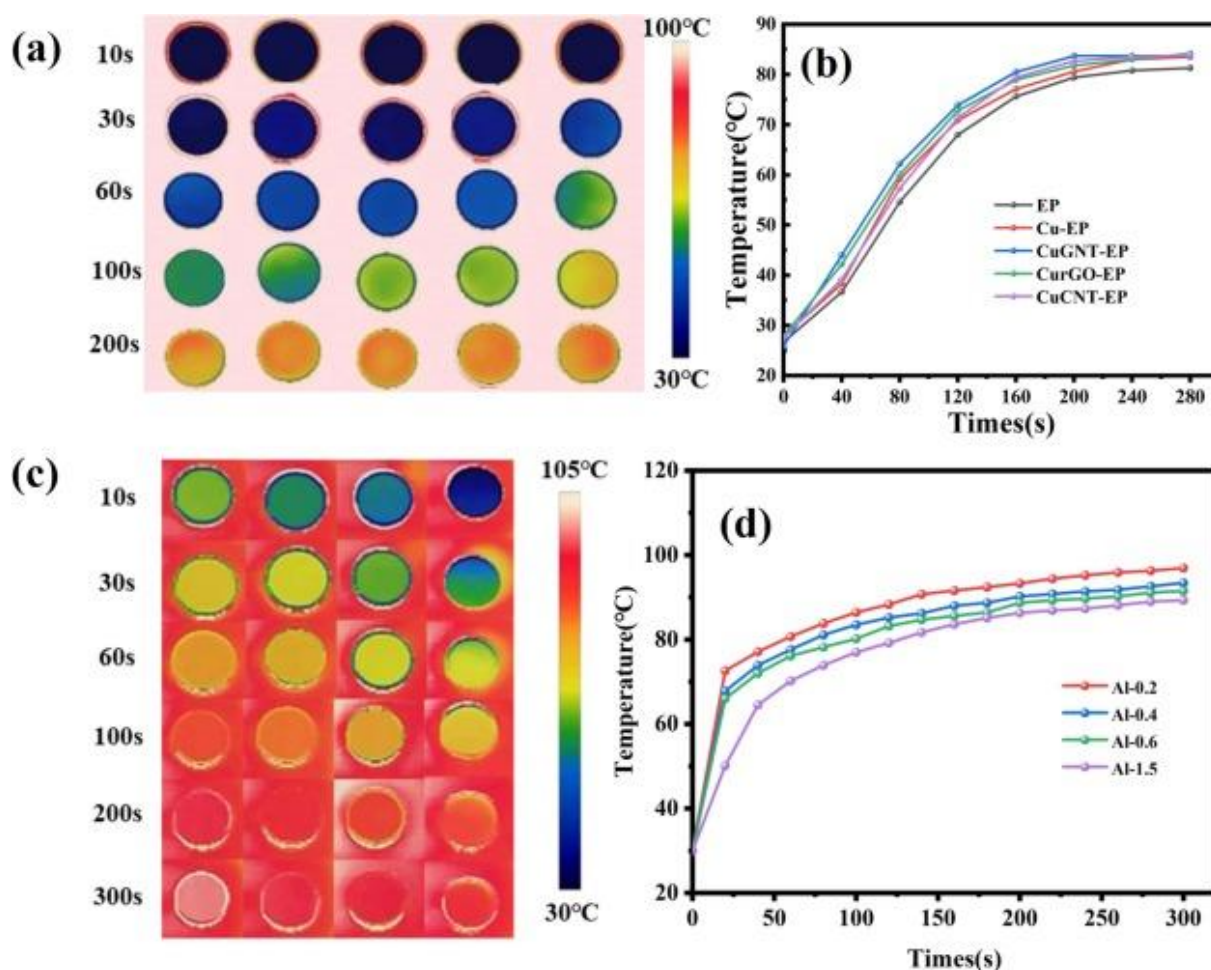 (a)
10s
30s
60s
100s
200s
100℃
30℃
(b)
Temperature(℃)
90
80
70
60
50
40
30
20
0 40 80 120 160 200 240 280
Times(s)
EP
Cu-EP
CuGNT-EP
CurGO-EP
CuCNT-EP
(c)
10s
30s
60s
100s
200s
300s
105℃
30℃
(d)
Temperature(℃)
120
100
80
60
40
20
0 50 100 150 200 250 300
Times(s)
Al-0.2
Al-0.4
Al-0.6
Al-1.5